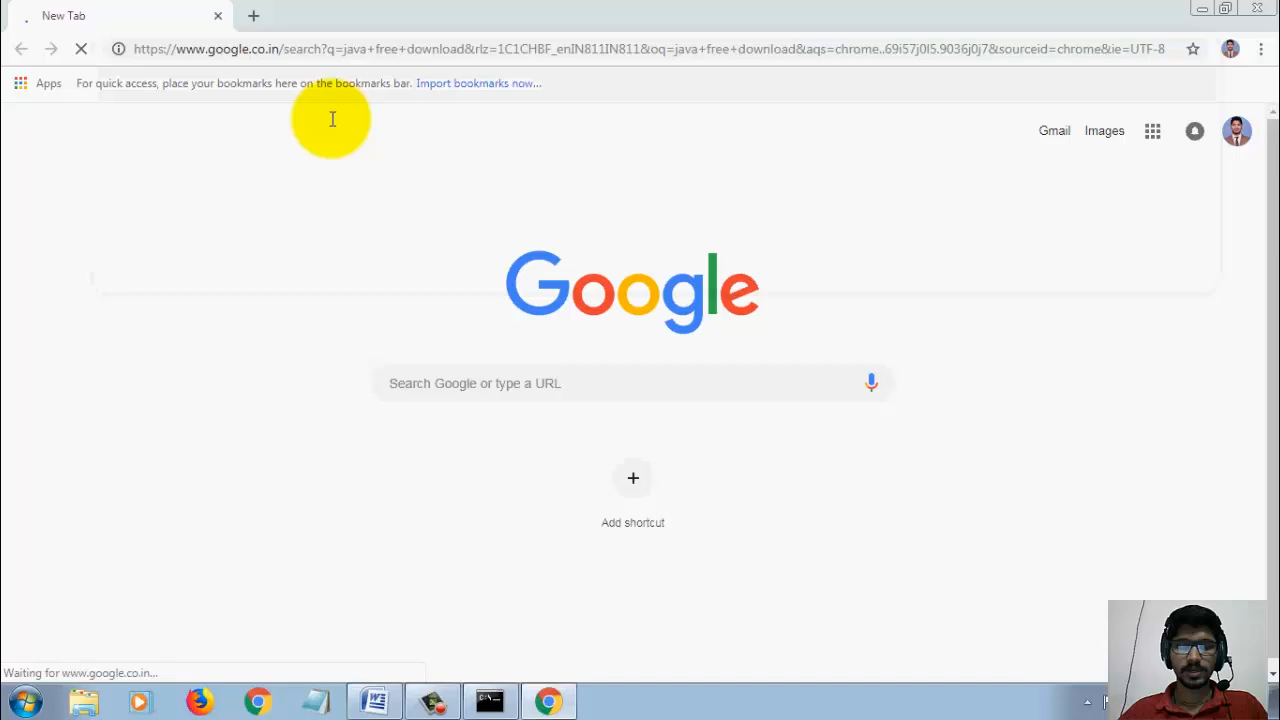 New Tab
https://www.google.co.in/search?q=java+free+download&rlz=1C1CHBF_enIN811IN811&oq=java+free+download&aqs=chrome..69i57j0l5.9036j0j7&sourceid=chrome&ie=UTF-8
Apps For quick access, place your bookmarks here on the bookmarks bar. Import bookmarks now...
Gmail Images
Google
Search Google or type a URL
Add shortcut
Waiting for www.google.co.in...